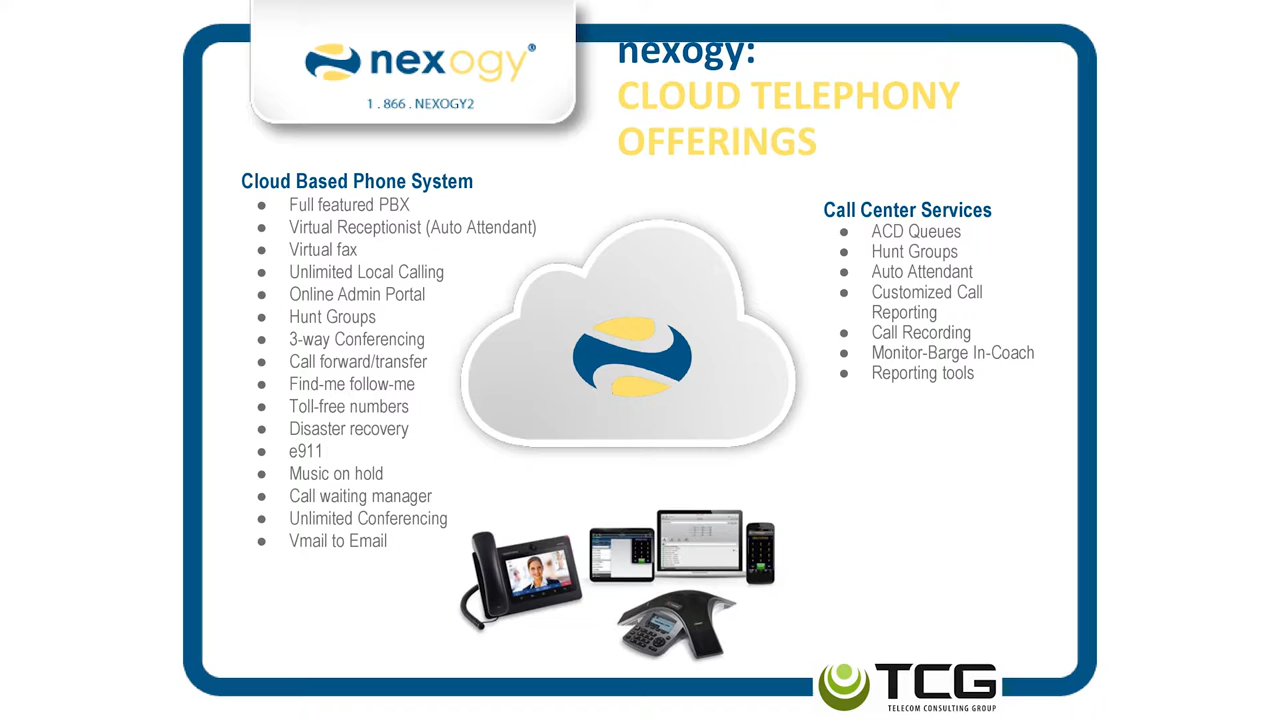 nexogy®
1 . 866 . NEXOGY2
nexogy:
CLOUD TELEPHONY
OFFERINGS
Cloud Based Phone System
● Full featured PBX
● Virtual Receptionist (Auto Attendant)
● Virtual fax
● Unlimited Local Calling
● Online Admin Portal
● Hunt Groups
● 3-way Conferencing
● Call forward/transfer
● Find-me follow-me
● Toll-free numbers
● Disaster recovery
● e911
● Music on hold
● Call waiting manager
● Unlimited Conferencing
● Vmail to Email
Call Center Services
● ACD Queues
● Hunt Groups
● Auto Attendant
● Customized Call
Reporting
● Call Recording
● Monitor-Barge In-Coach
● Reporting tools
TCG
TELECOM CONSULTING GROUP